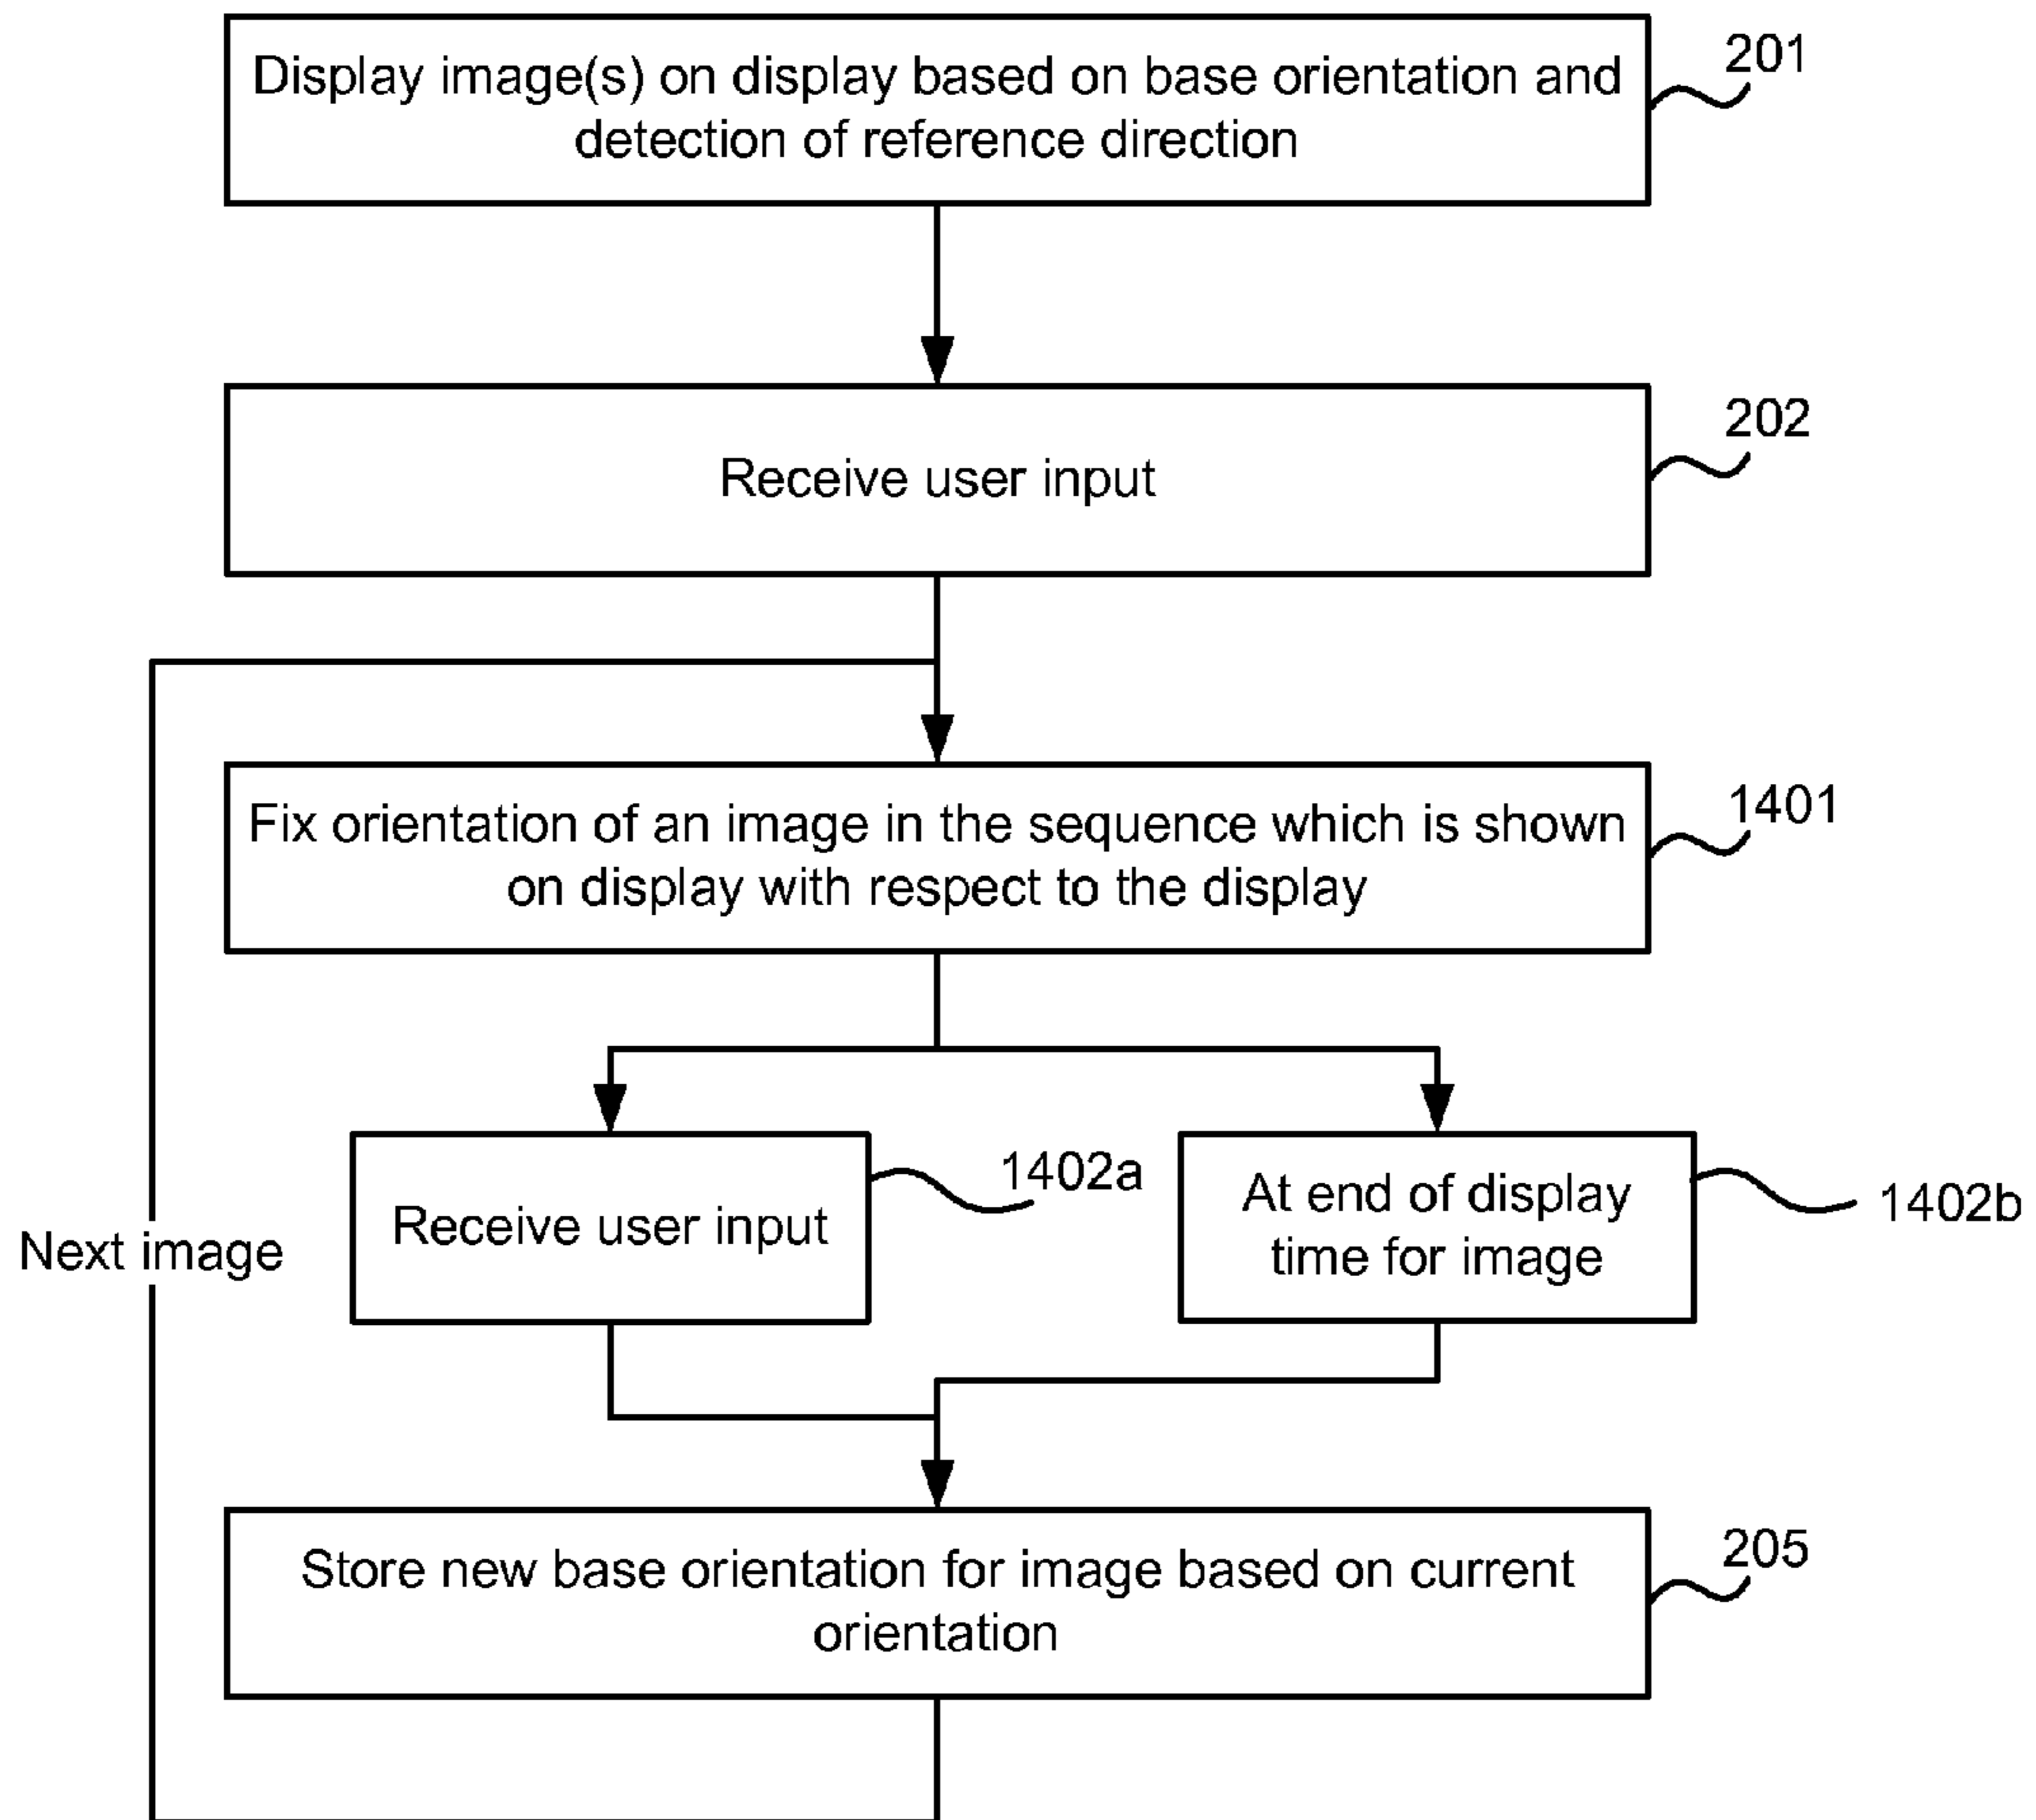 Display image(s) on display based on base orientation and
detection of reference direction
201
Receive user input
202
Fix orientation of an image in the sequence which is shown
on display with respect to the display
1401
Receive user input
1402a
At end of display
time for image
1402b
Next image
Store new base orientation for image based on current
orientation
205